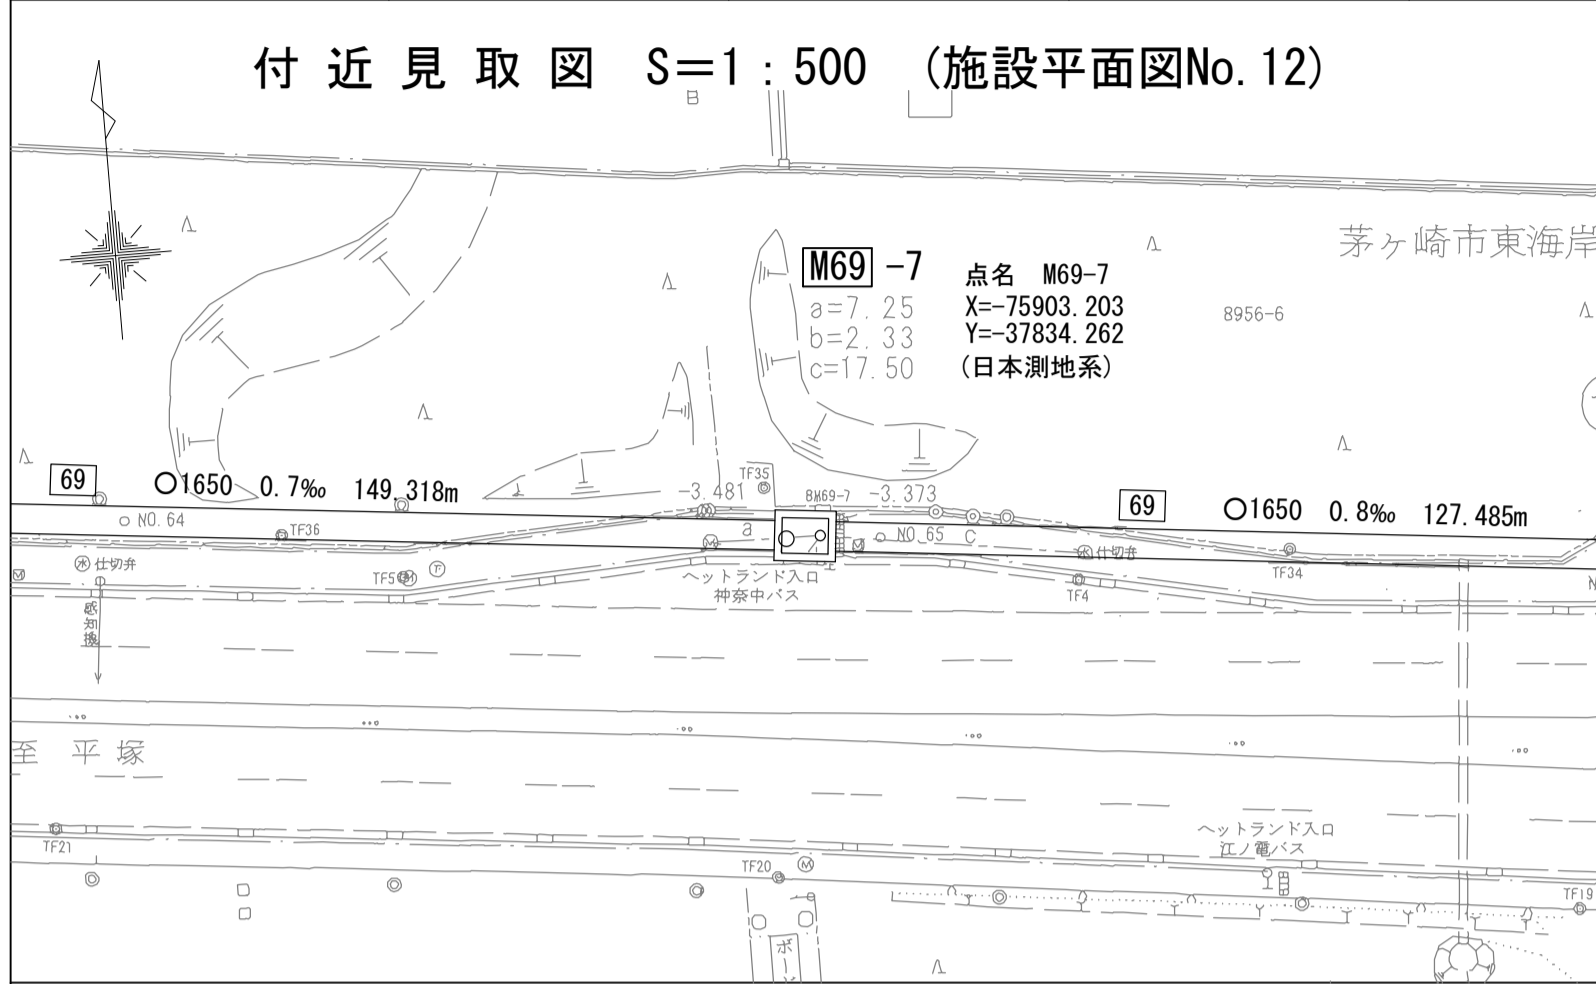 付近見取図 S=1:500 (施設平面図No.12)
B
茅ヶ崎市東海岸
M69 -7
a=7.25
b=2.33
c=17.50
点名 M69-7
X=-75903.203
Y=-37834.262
(日本測地系)
8956-6
69 ○1650 0.7‰ 149.318m
TF35
-3.481
BM69-7
-3.373
69 ○1650 0.8‰ 127.485m
NO.64
TF36
a
NO.65
C
水 仕切弁
水 仕切弁
M
M
M
TF5
T
ヘットランド入口
神奈中バス
TF4
TF34
感知機
至 平塚
ヘットランド入口
江ノ電バス
TF21
TF20
M
TF19